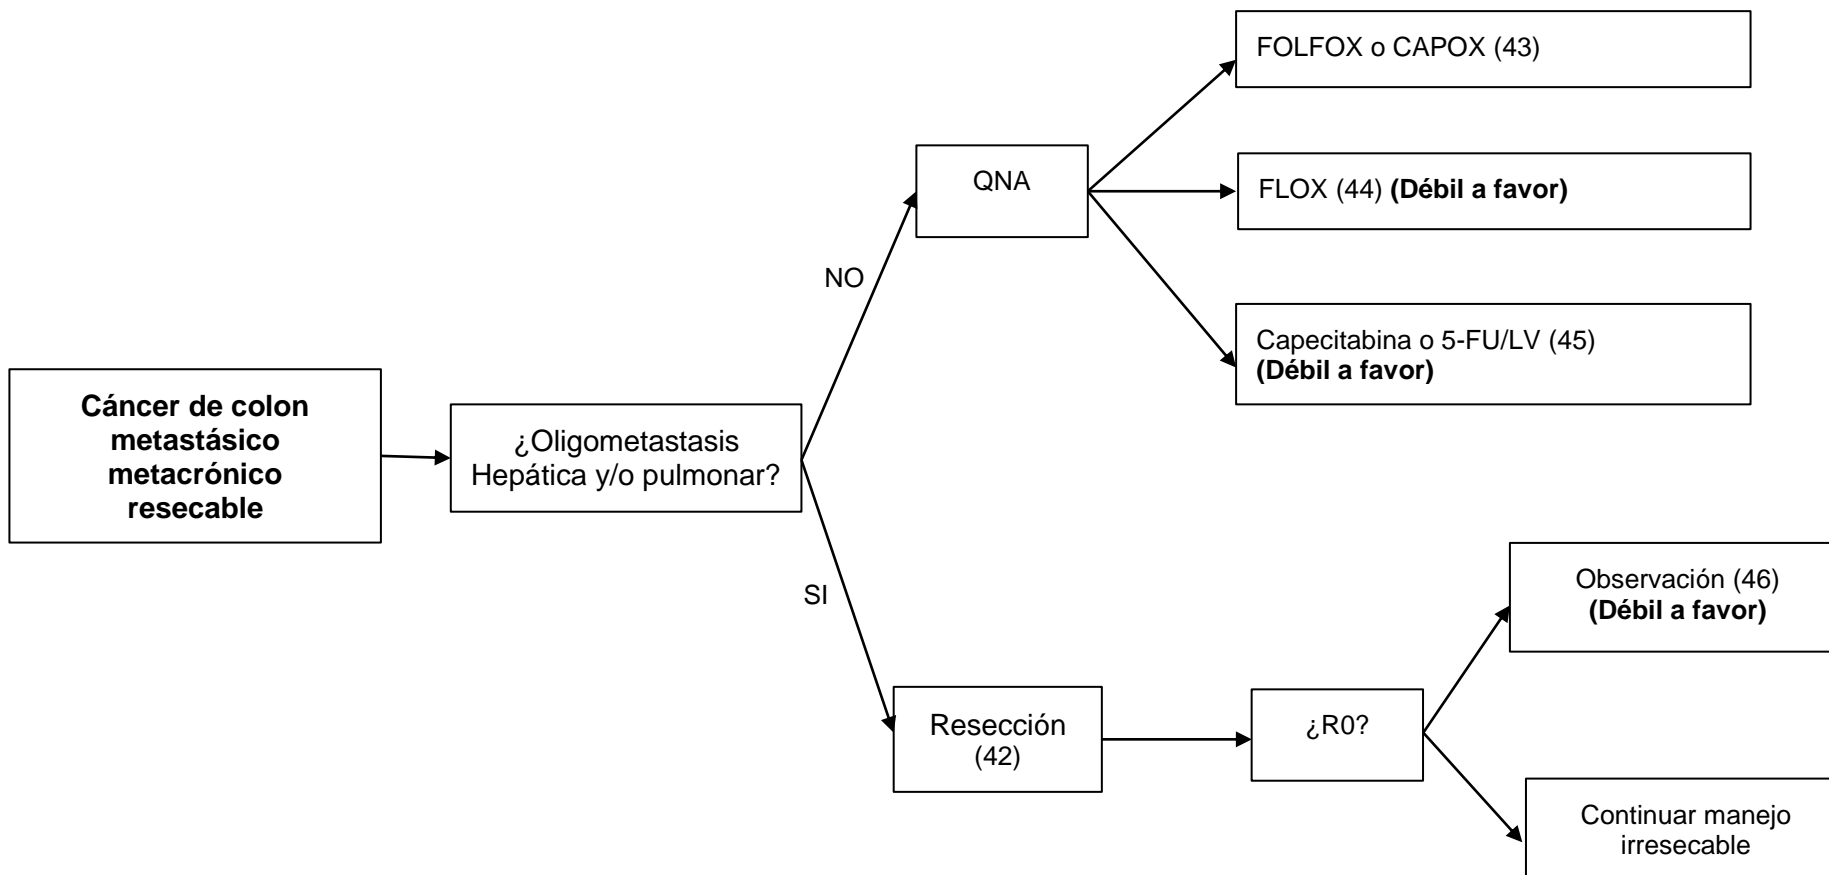 FOLFOX o CAPOX (43)
QNA
FLOX (44) (Débil a favor)
NO
Capecitabina o 5-FU/LV (45)
(Débil a favor)
Cáncer de colon
metastásico
metacrónico
resecable
¿Oligometastasis
Hepática y/o pulmonar?
SI
Observación (46)
(Débil a favor)
Resección
(42)
¿R0?
Continuar manejo
irresecable